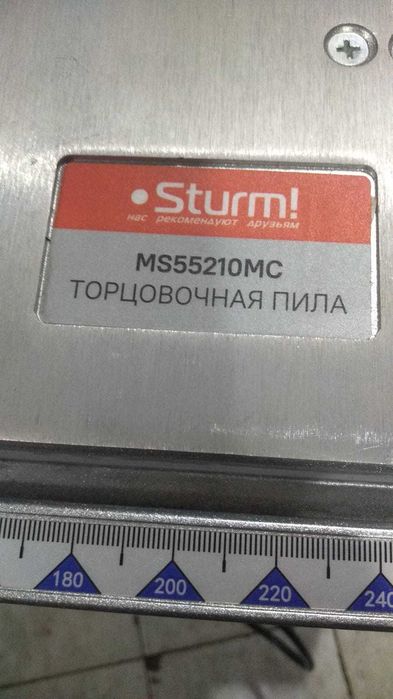 Sturm!
нас рекомендуют друзьям
MS55210MC
ТОРЦОВОЧНАЯ ПИЛА
180 200 220 240